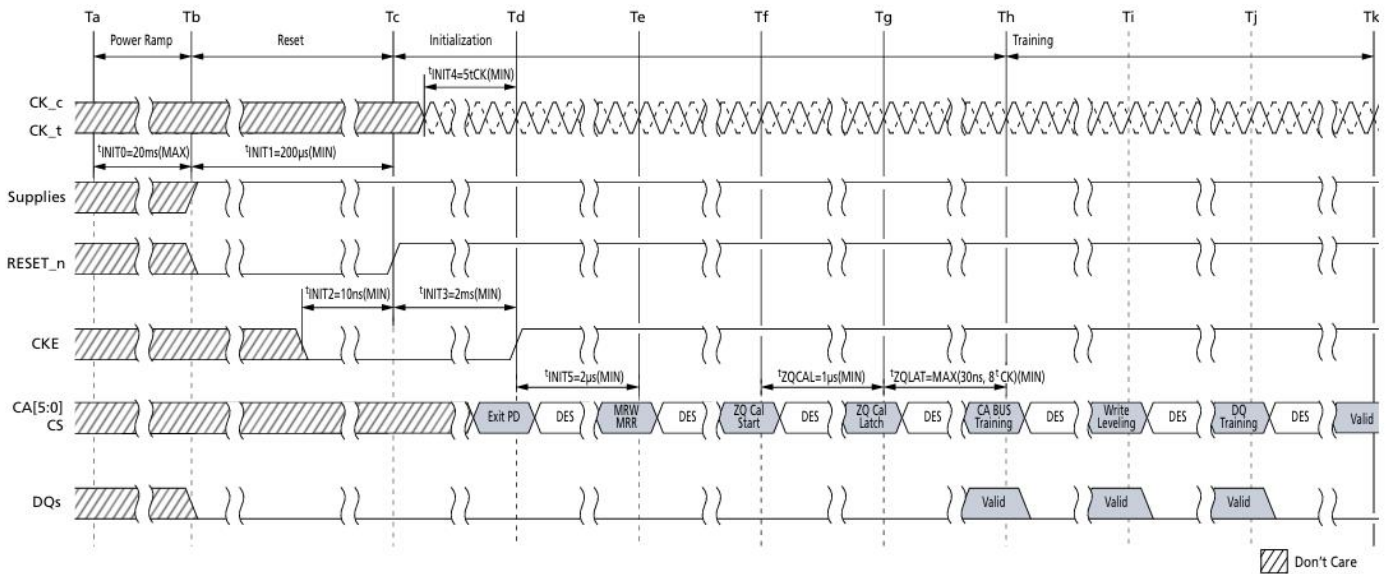 Ta Tb Tc Td Te Tf Tg Th Ti Tj Tk
Power Ramp Reset Initialization Training
tINIT4=5tCK(MIN)
CK_c
CK_t
tINIT0=20ms(MAX) tINIT1=200µs(MIN)
Supplies
RESET_n
tINIT2=10ns(MIN) tINIT3=2ms(MIN)
CKE
tINIT5=2µs(MIN) tZQCAL=1µs(MIN) tZQLAT=MAX(30ns, 8tCK)(MIN)
CA[5:0]
CS
Exit PD DES MRW
MRR DES ZQ Cal
Start DES ZQ Cal
Latch DES CA BUS
Training DES Write
Leveling DES DQ
Training DES Valid
DQs Valid Valid Valid
Don't Care